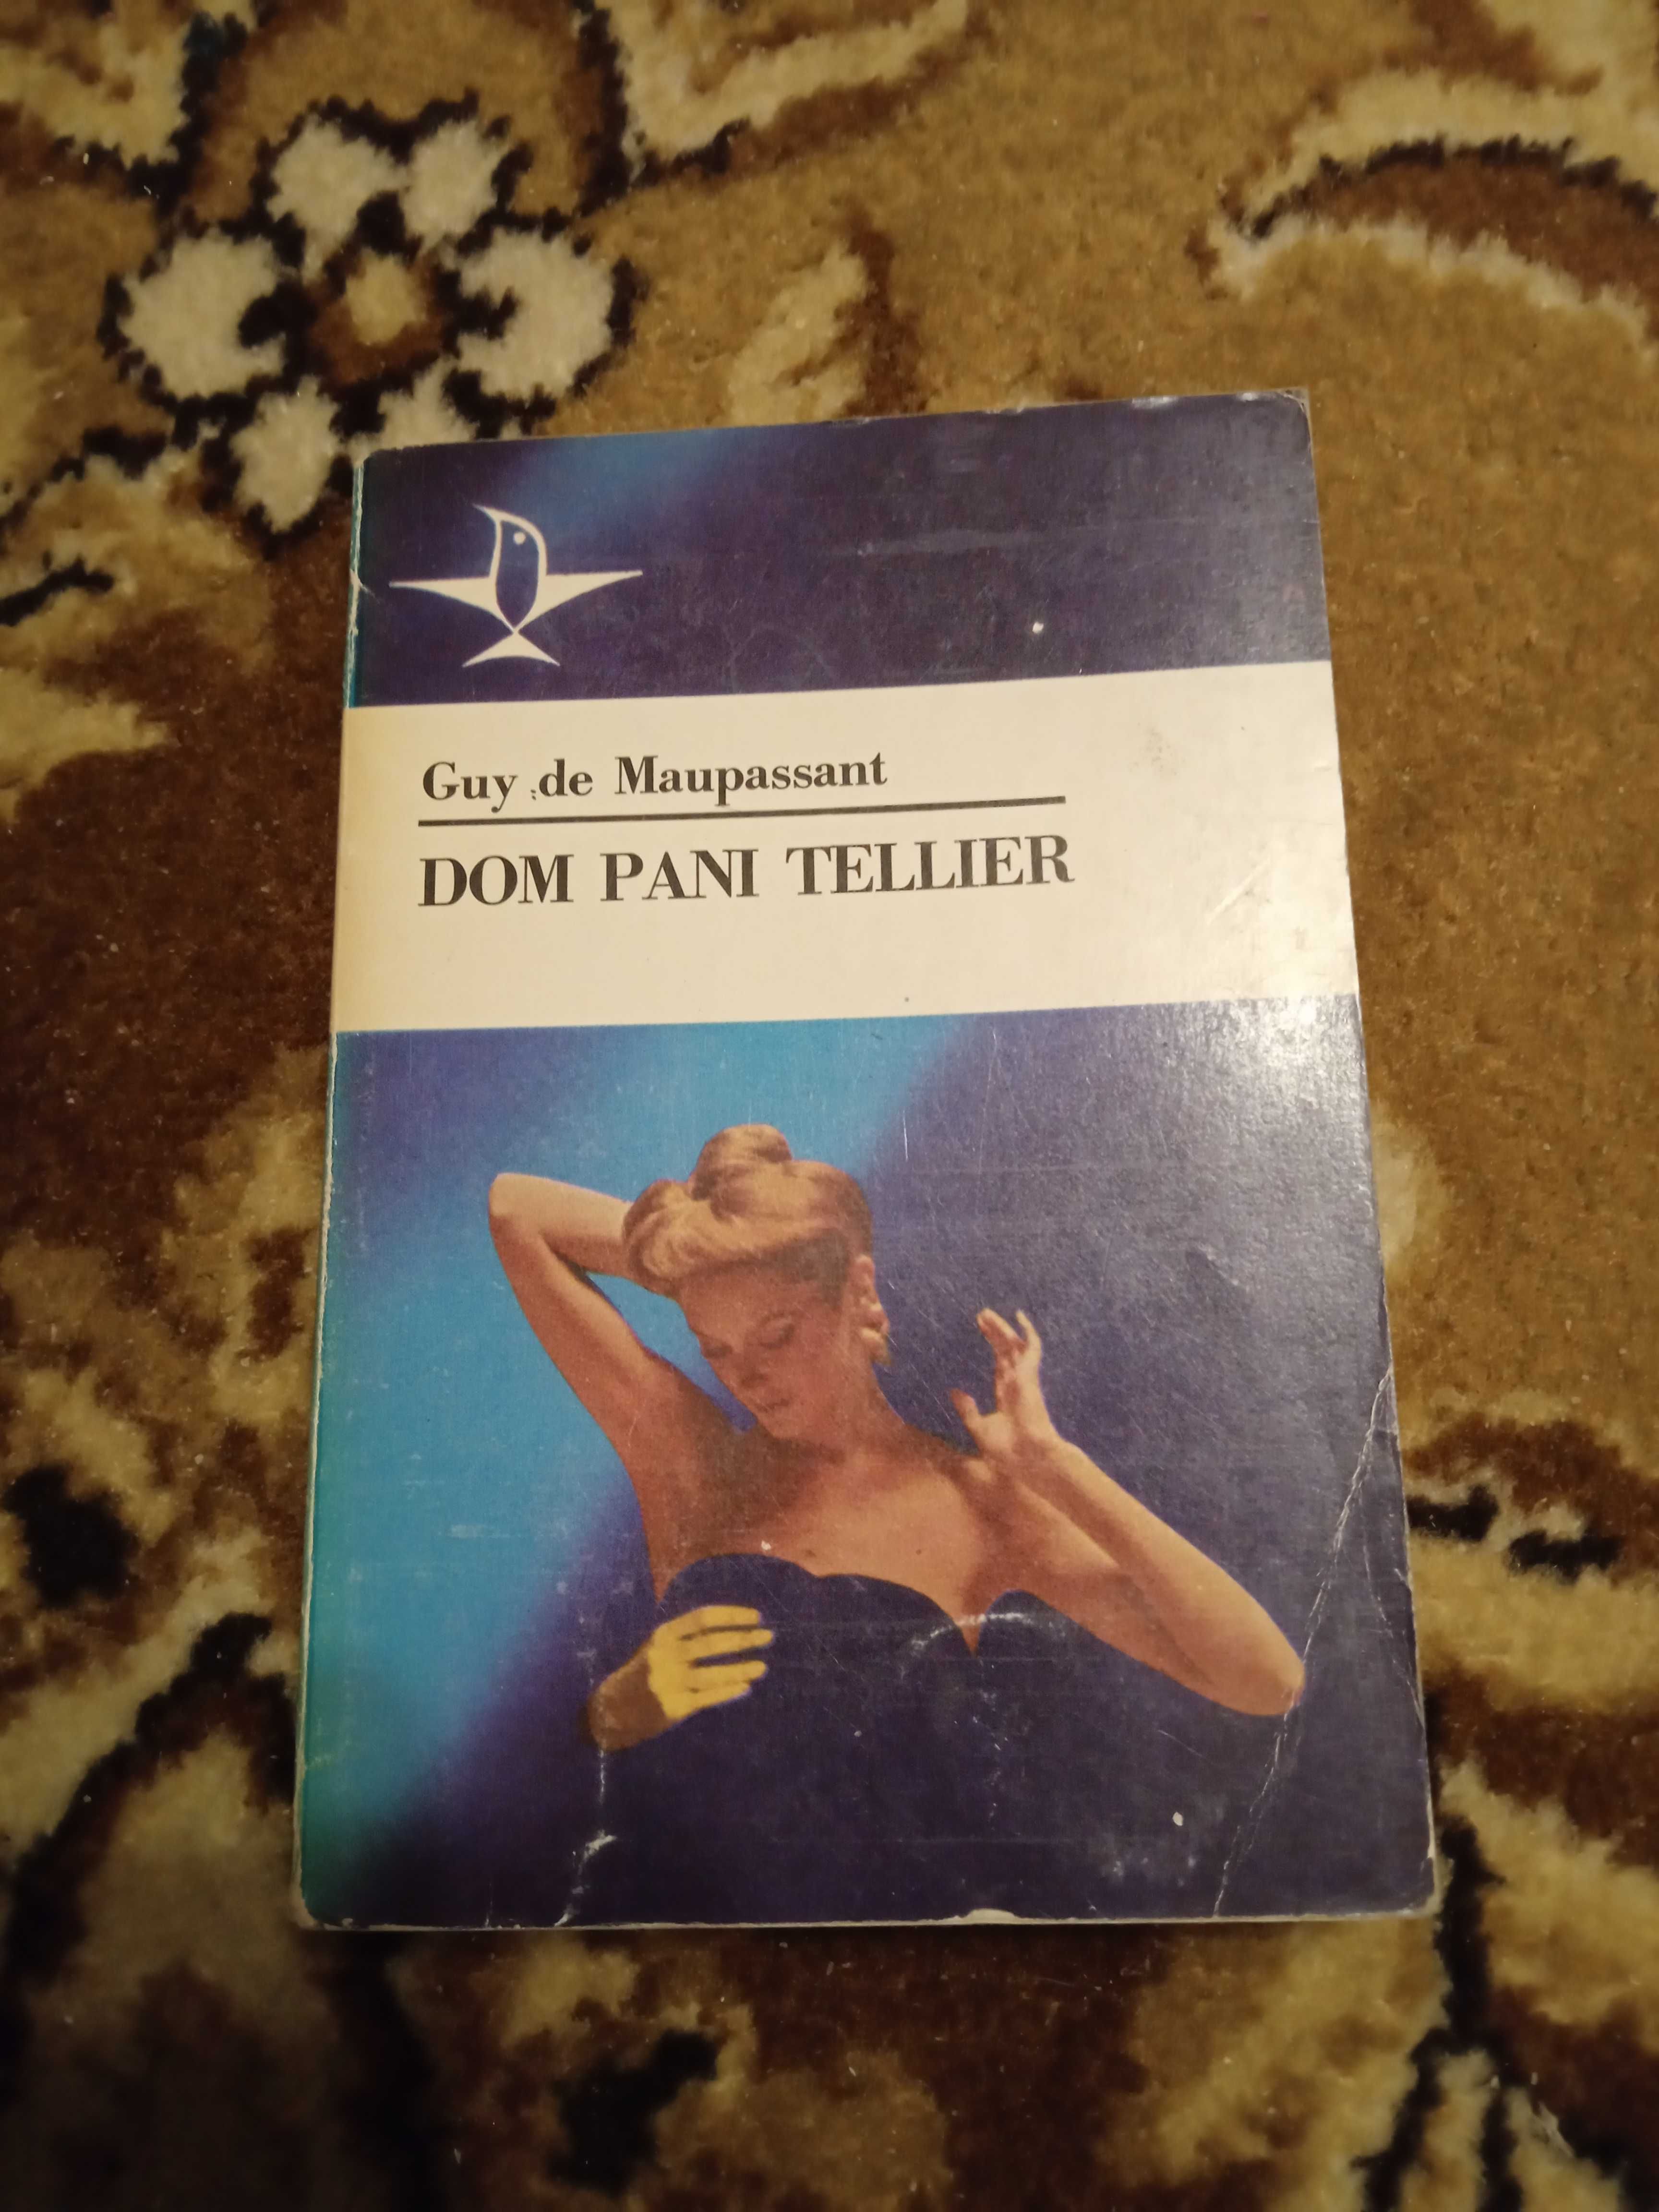 Guy de Maupassant
DOM PANI TELLIER